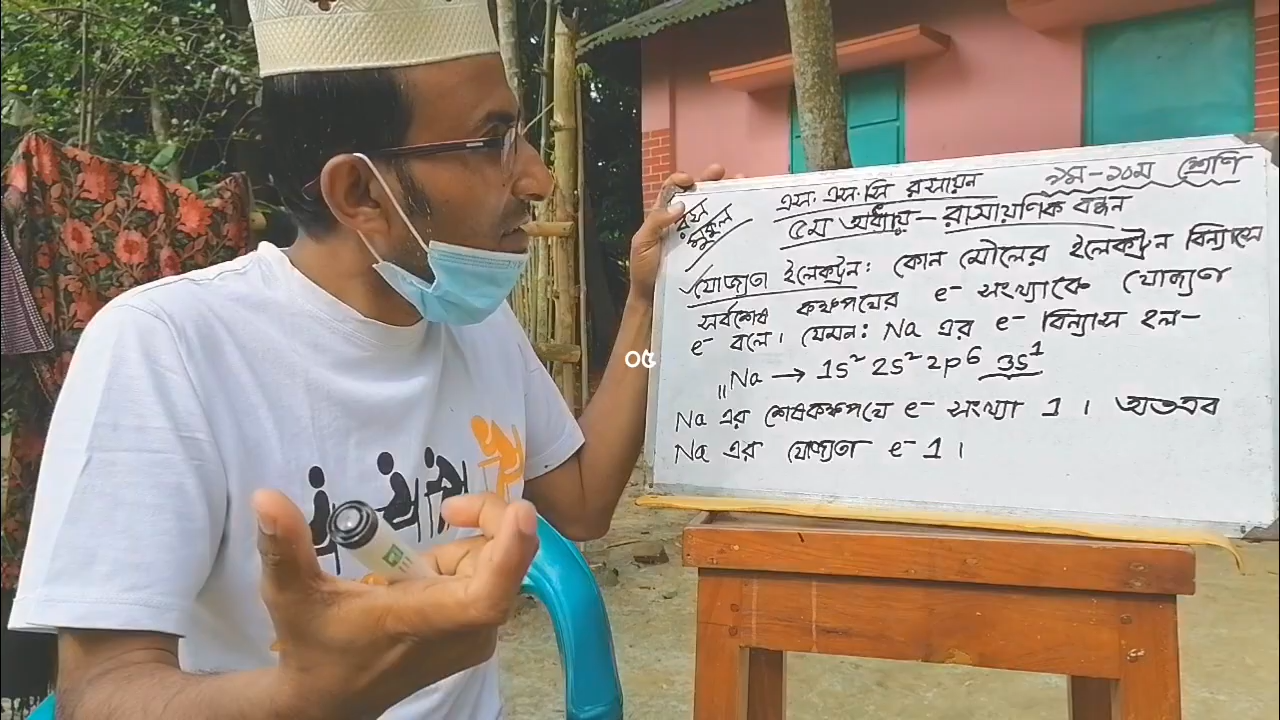 রূপে
মুকুল
এস. এস. সি রসায়ন ৯ম-১০ম শ্রেণি
৫ম অধ্যায় - রাসায়ণিক বন্ধন
যোজ্যতা ইলেকট্রন: কোন মৌলের ইলেকট্রন বিন্যাসে
সর্বশেষ কক্ষপথের e⁻ সংখ্যাকে যোজ্যতা
e⁻ বলে। যেমন: Na এর e⁻ বিন্যাস হল-
₁₁Na → 1s² 2s² 2p⁶ 3s¹
Na এর শেষকক্ষপথে e⁻ সংখ্যা 1। অতএব
Na এর যোজ্যতা e⁻ 1।
০৫